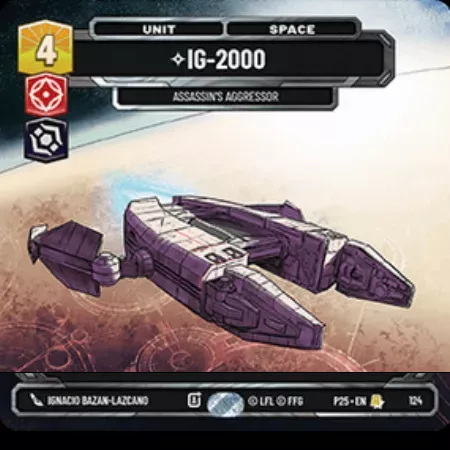 UNIT SPACE
4
IG-2000
ASSASSIN'S AGGRESSOR
IGNACIO BAZAN-LAZCANO © LFL © FFG P25 • EN 124